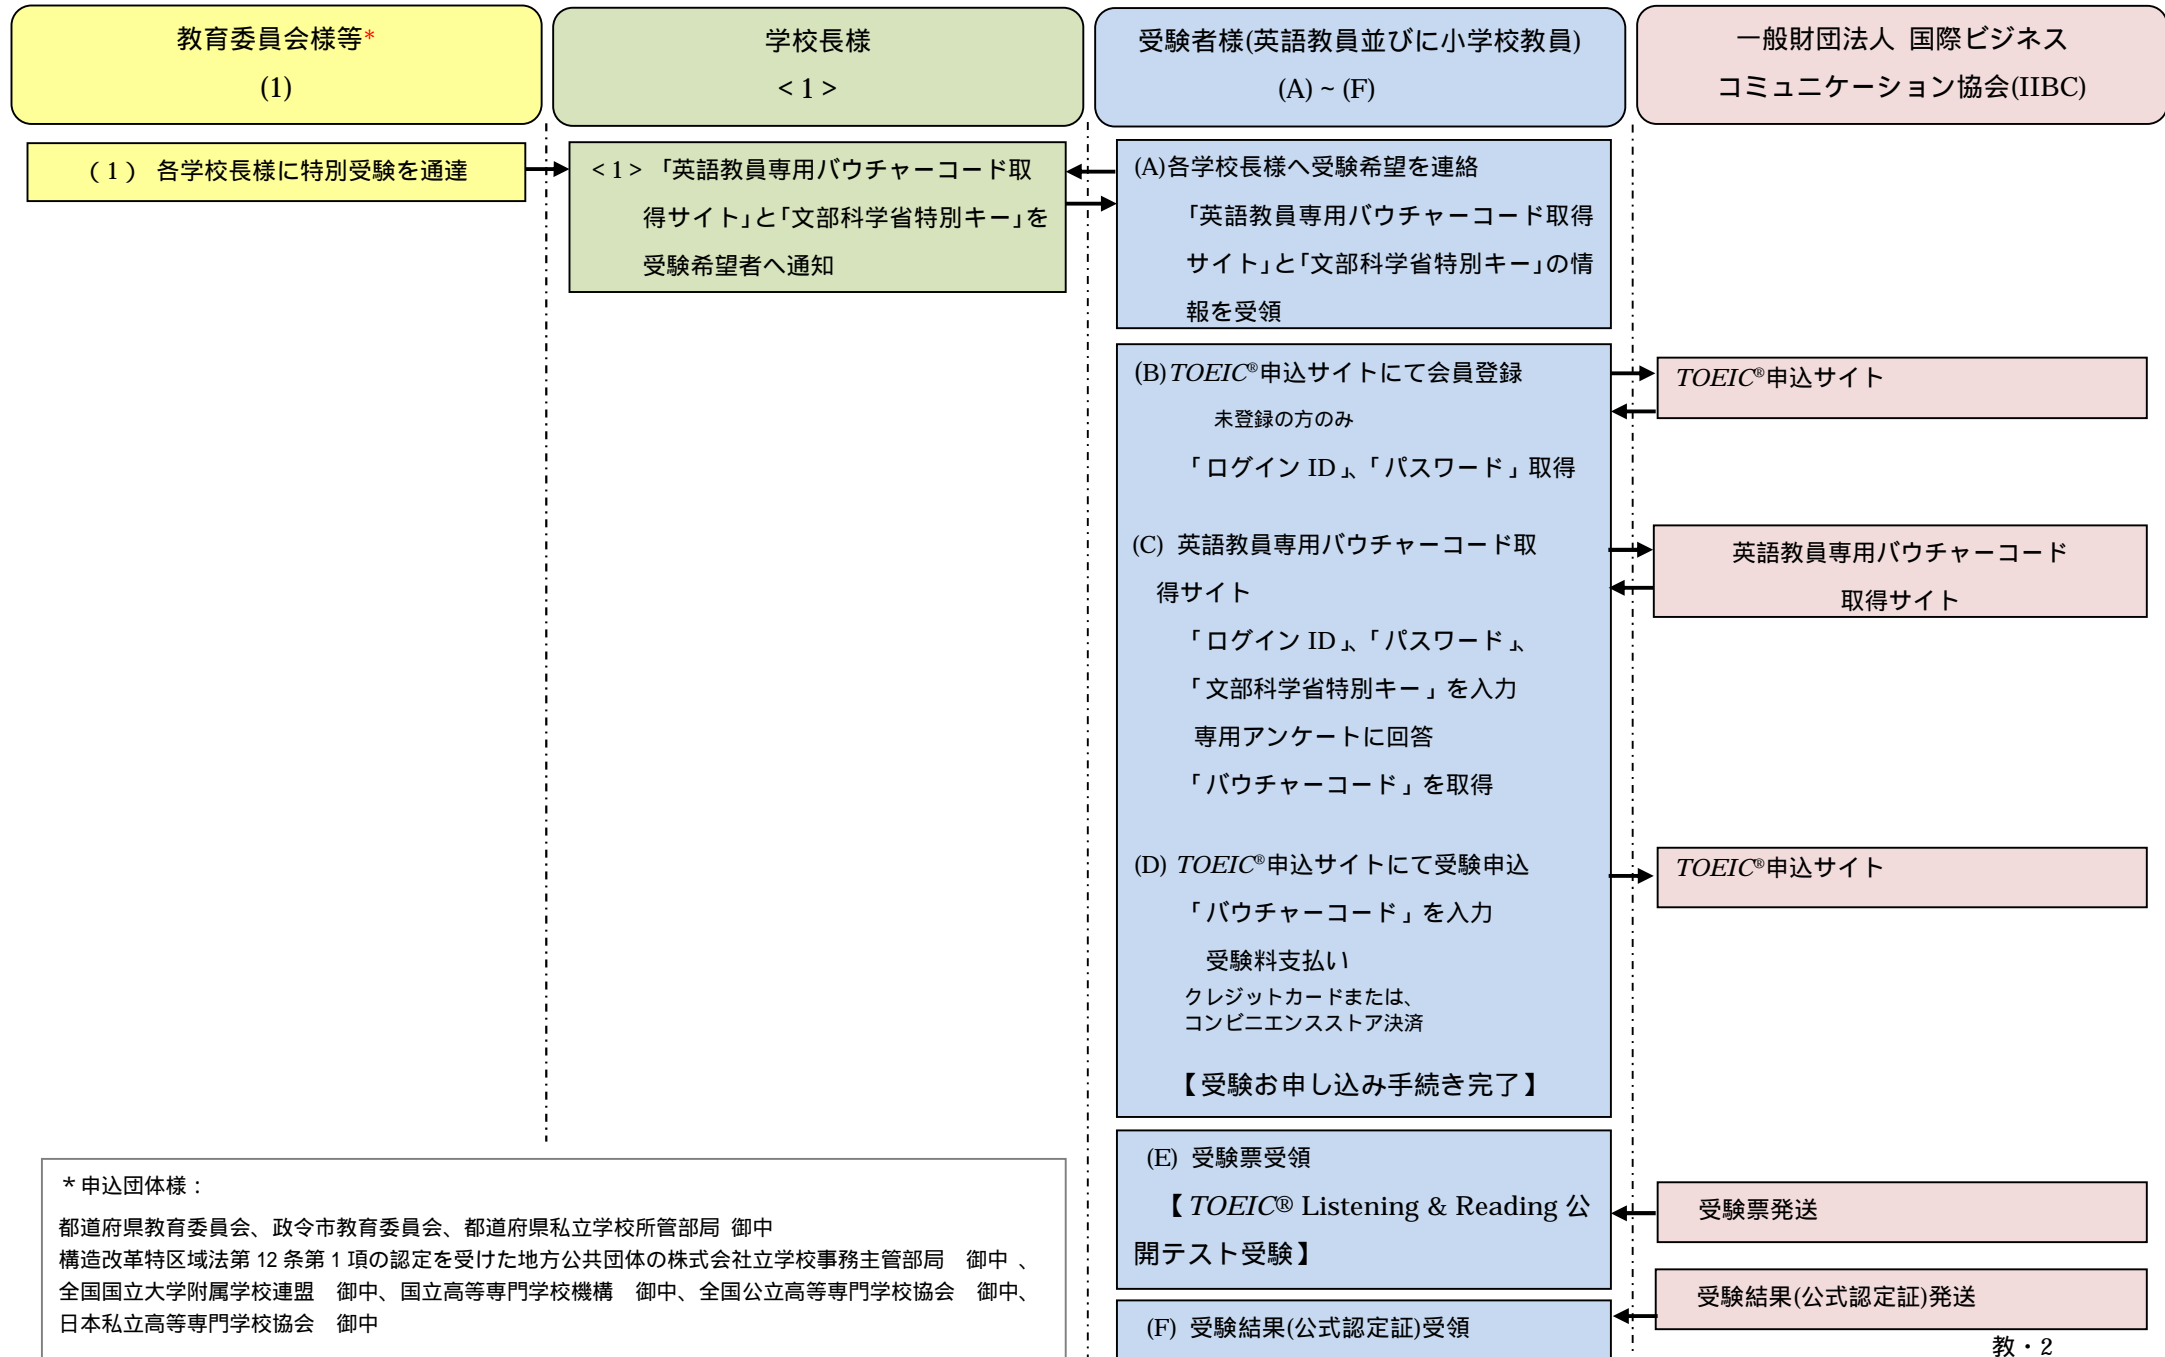 教育委員会様等*
(1)
学校長様
< 1 >
受験者様(英語教員並びに小学校教員)
(A) ~ (F)
一般財団法人 国際ビジネス
コミュニケーション協会(IIBC)
( 1 ) 各学校長様に特別受験を通達
< 1 > 「英語教員専用バウチャーコード取
得サイト」と「文部科学省特別キー」を
受験希望者へ通知
(A)各学校長様へ受験希望を連絡
「英語教員専用バウチャーコード取得
サイト」と「文部科学省特別キー」の情
報を受領
(B)TOEIC®申込サイトにて会員登録
未登録の方のみ
「ログイン ID」、「パスワード」取得
TOEIC®申込サイト
(C) 英語教員専用バウチャーコード取
得サイト
「ログイン ID」、「パスワード」、
「文部科学省特別キー」を入力
専用アンケートに回答
「バウチャーコード」を取得
英語教員専用バウチャーコード
取得サイト
(D) TOEIC®申込サイトにて受験申込
「バウチャーコード」を入力
受験料支払い
クレジットカードまたは、
コンビニエンスストア決済
【受験お申し込み手続き完了】
TOEIC®申込サイト
(E) 受験票受領
【TOEIC® Listening & Reading 公
開テスト受験】
受験票発送
(F) 受験結果(公式認定証)受領
受験結果(公式認定証)発送
*申込団体様：
都道府県教育委員会、政令市教育委員会、都道府県私立学校所管部局 御中
構造改革特区域法第 12 条第 1 項の認定を受けた地方公共団体の株式会社立学校事務主管部局　御中 、
全国国立大学附属学校連盟　御中、国立高等専門学校機構　御中、全国公立高等専門学校協会　御中、
日本私立高等専門学校協会　御中
教・2